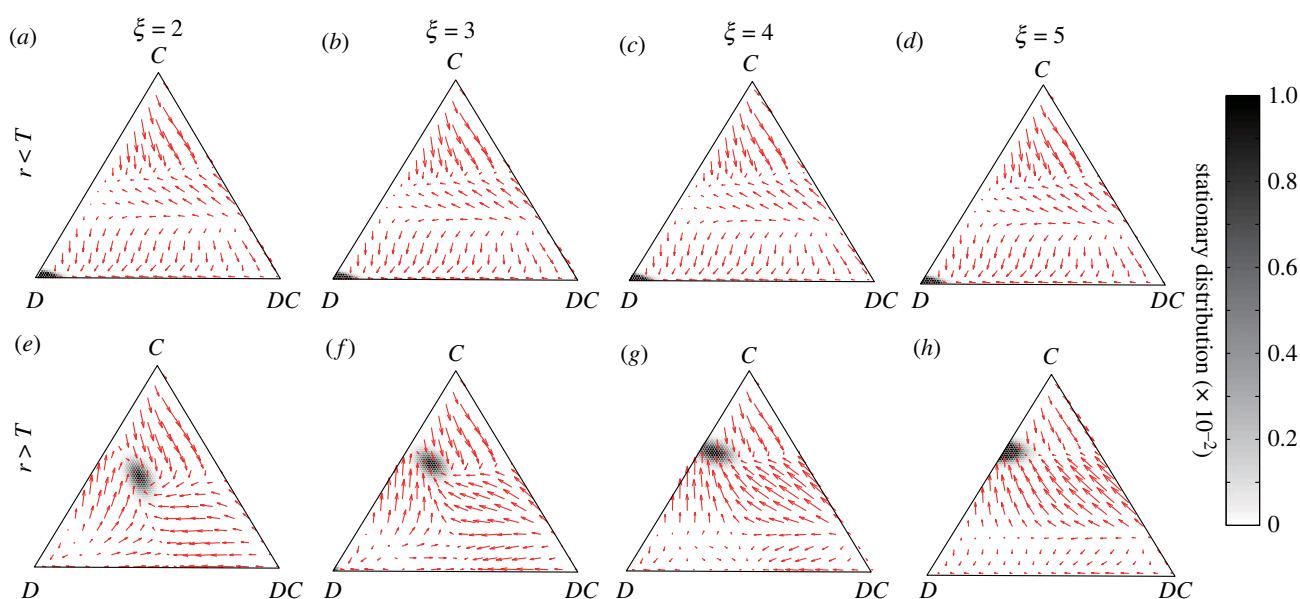 (a) ξ = 2 (b) ξ = 3 (c) ξ = 4 (d) ξ = 5
C C C C
r < T
D DC D DC D DC D DC
(e) (f) (g) (h)
C C C C
r > T
D DC D DC D DC D DC
1.0
0.8
0.6
0.4
0.2
0
stationary distribution (× 10⁻²)